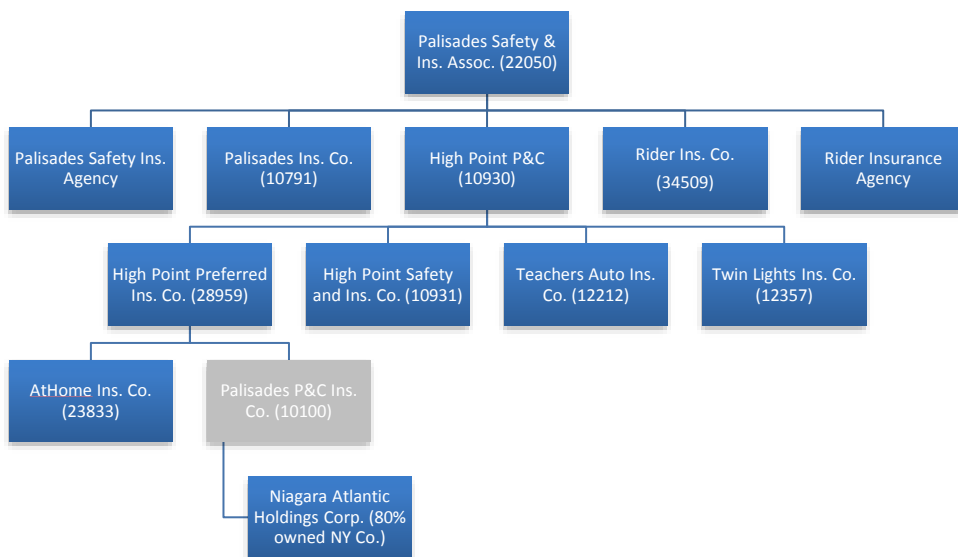 Palisades Safety &
Ins. Assoc. (22050)
Palisades Safety Ins.
Agency
Palisades Ins. Co.
(10791)
High Point P&C
(10930)
Rider Ins. Co.
(34509)
Rider Insurance
Agency
High Point Preferred
Ins. Co. (28959)
High Point Safety
and Ins. Co. (10931)
Teachers Auto Ins.
Co. (12212)
Twin Lights Ins. Co.
(12357)
AtHome Ins. Co.
(23833)
Palisades P&C Ins.
Co. (10100)
Niagara Atlantic
Holdings Corp. (80%
owned NY Co.)